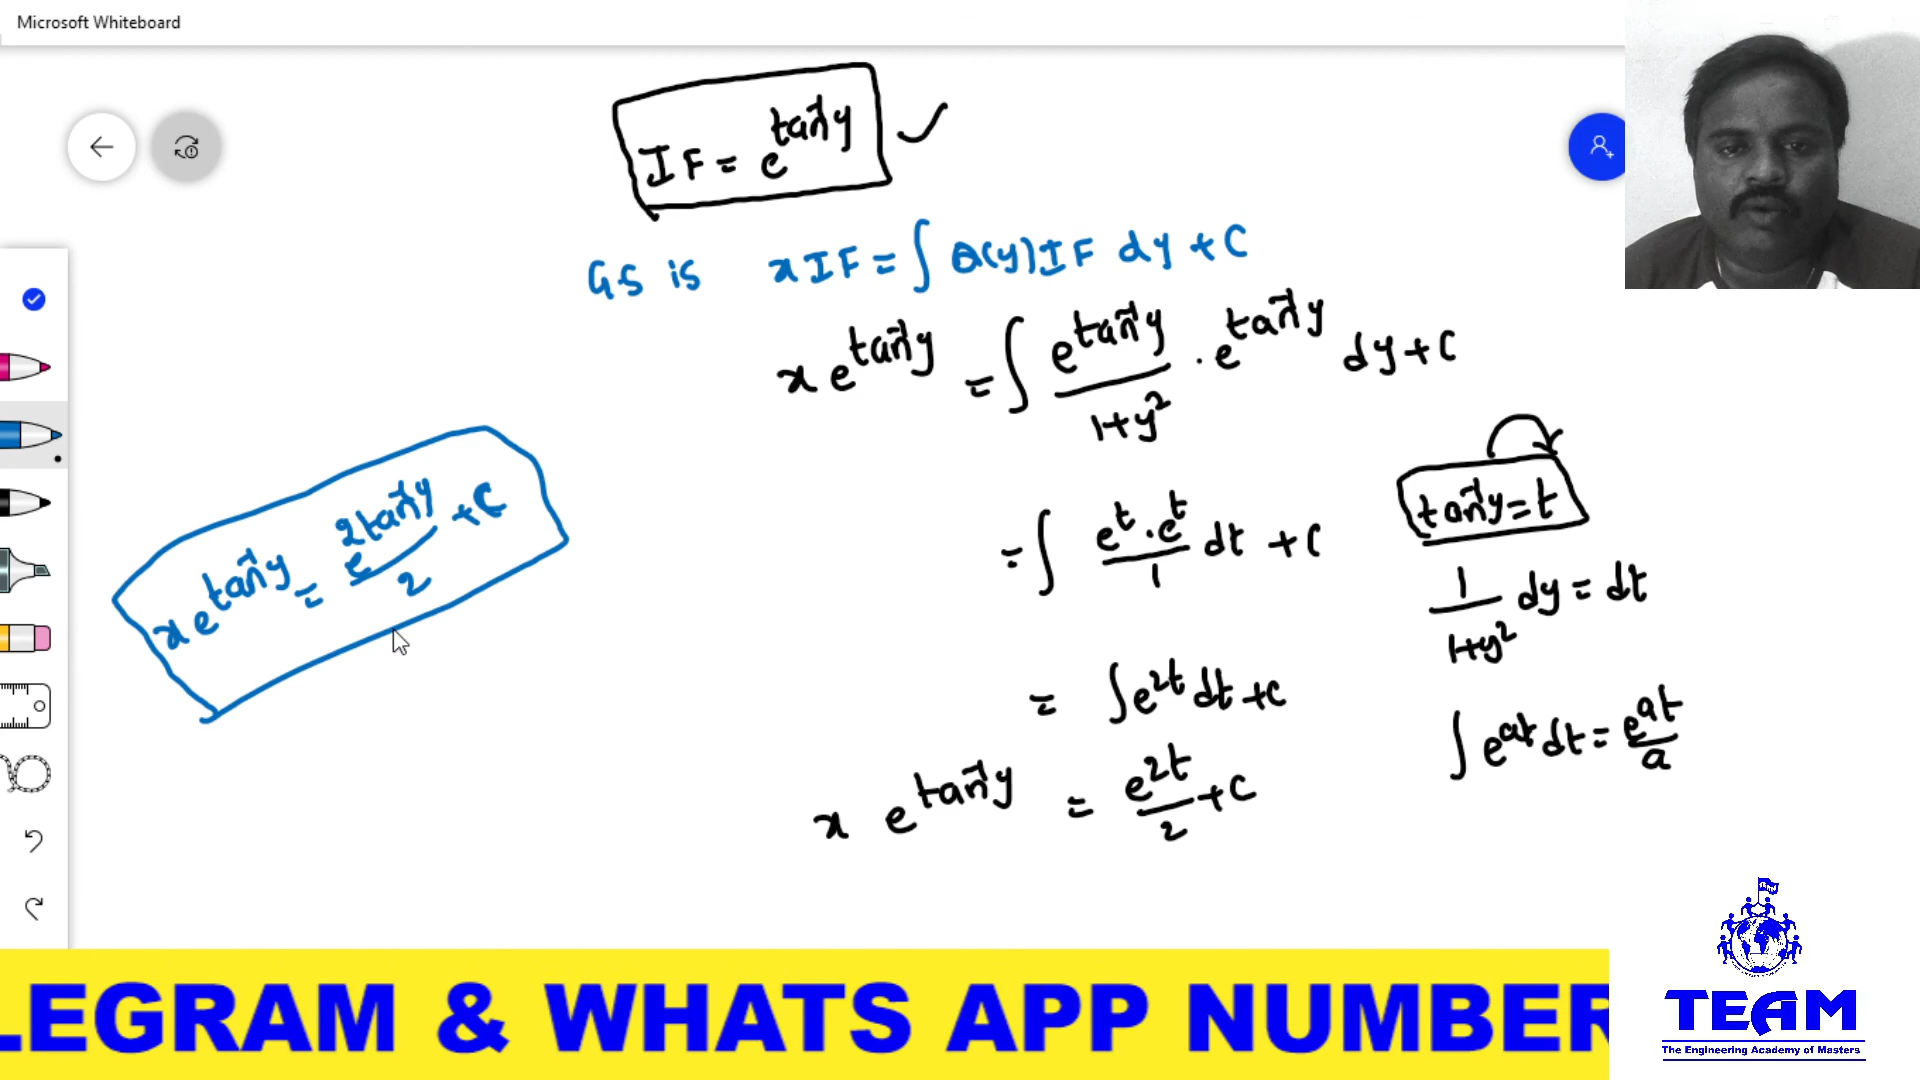 Microsoft Whiteboard
IF = e^{tan⁻¹y} ✓
GS is x IF = ∫ Q(y) IF dy + C
x e^{tan⁻¹y} = ∫ e^{tan⁻¹y}/(1+y²) · e^{tan⁻¹y} dy + C
= ∫ (e^t · e^t)/1 dt + C
tan⁻¹y = t
1/(1+y²) dy = dt
= ∫ e^{2t} dt + C
∫ e^{at} dt = e^{at}/a
x e^{tan⁻¹y} = e^{2t}/2 + C
x e^{tan⁻¹y} = e^{2tan⁻¹y}/2 + C
LEGRAM & WHATS APP NUMBER
TEAM
The Engineering Academy of Masters